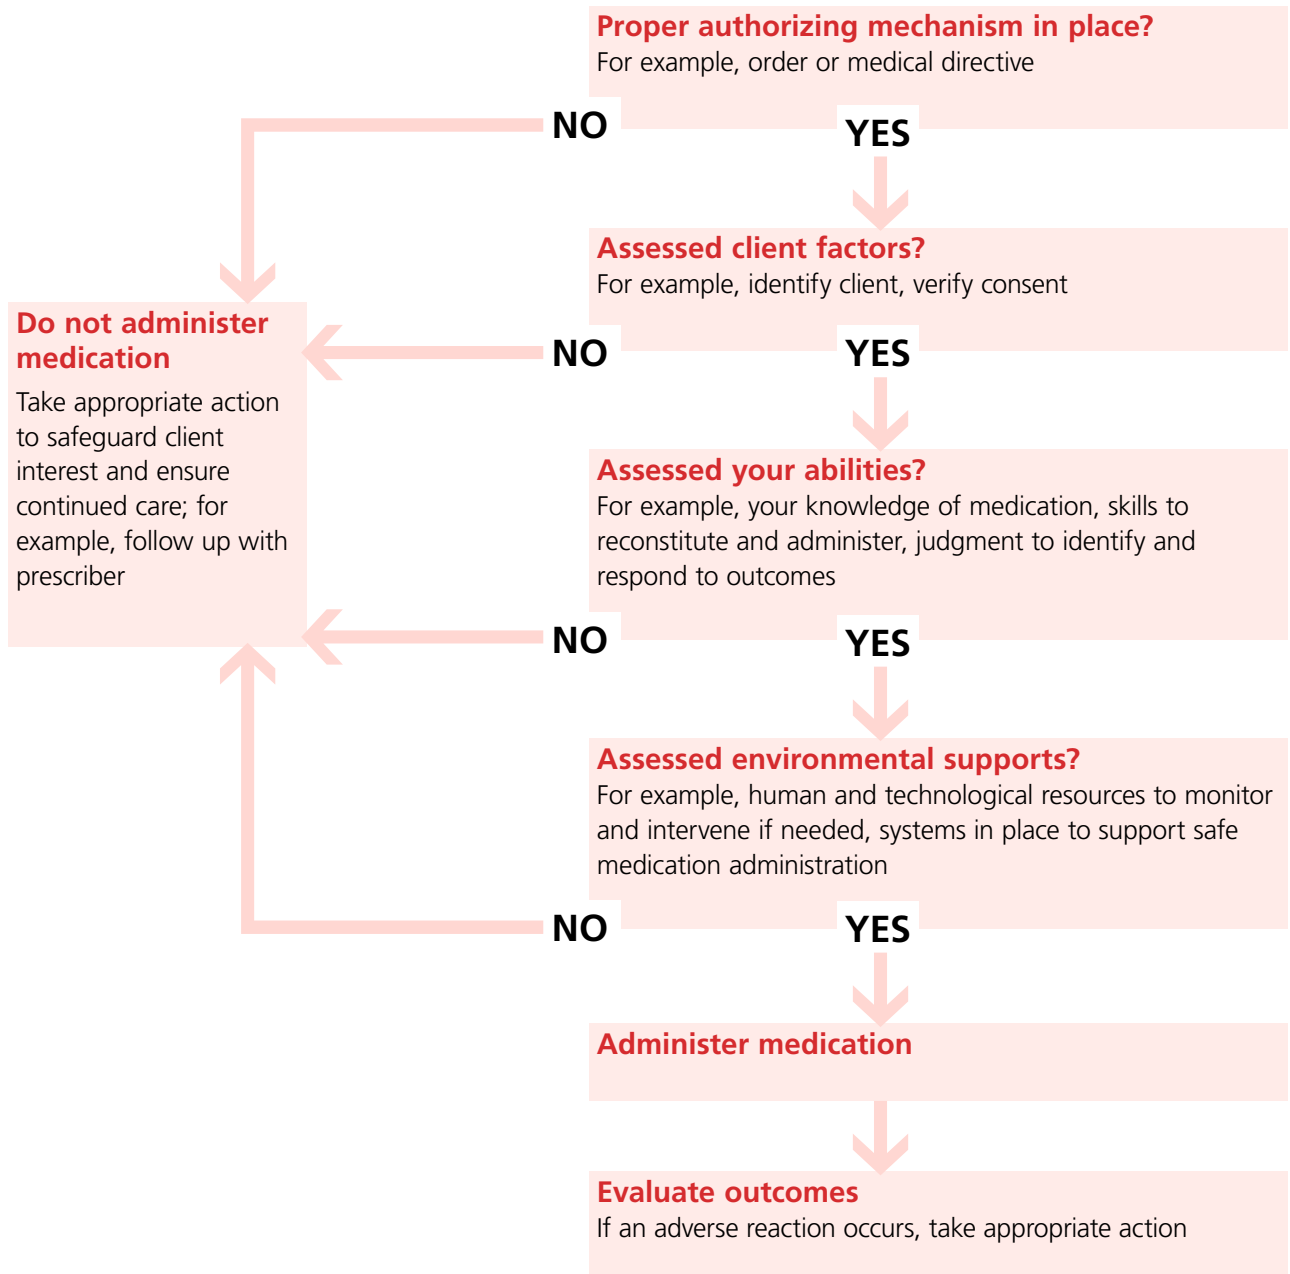 Proper authorizing mechanism in place?
For example, order or medical directive
NO
YES
Assessed client factors?
For example, identify client, verify consent
Do not administer
medication
Take appropriate action
to safeguard client
interest and ensure
continued care; for
example, follow up with
prescriber
NO
YES
Assessed your abilities?
For example, your knowledge of medication, skills to
reconstitute and administer, judgment to identify and
respond to outcomes
NO
YES
Assessed environmental supports?
For example, human and technological resources to monitor
and intervene if needed, systems in place to support safe
medication administration
NO
YES
Administer medication
Evaluate outcomes
If an adverse reaction occurs, take appropriate action